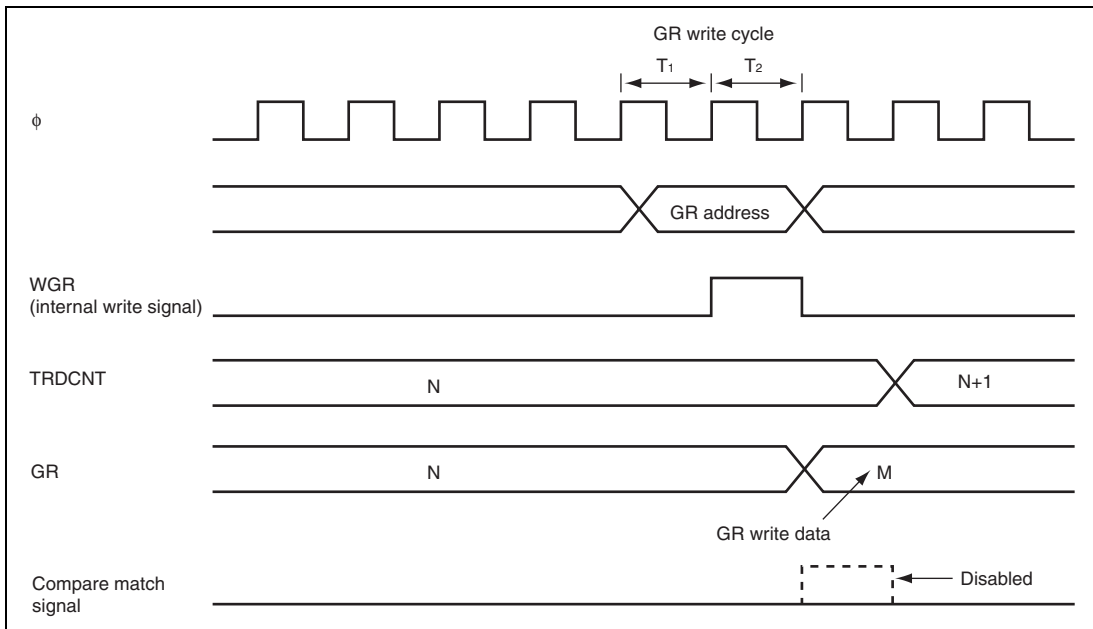 GR write cycle
T1 T2
ϕ
GR address
WGR
(internal write signal)
TRDCNT
N N+1
GR
N M
GR write data
Compare match
signal
Disabled